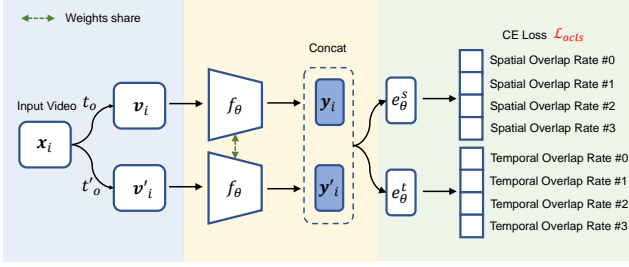 Weights share
CE Loss ℒ_ocls
Concat
Spatial Overlap Rate #0
Input Video
t_o
v_i
f_θ
y_i
e_θ^s
Spatial Overlap Rate #1
Spatial Overlap Rate #2
Spatial Overlap Rate #3
x_i
t'_o
v'_i
f_θ
y'_i
e_θ^t
Temporal Overlap Rate #0
Temporal Overlap Rate #1
Temporal Overlap Rate #2
Temporal Overlap Rate #3